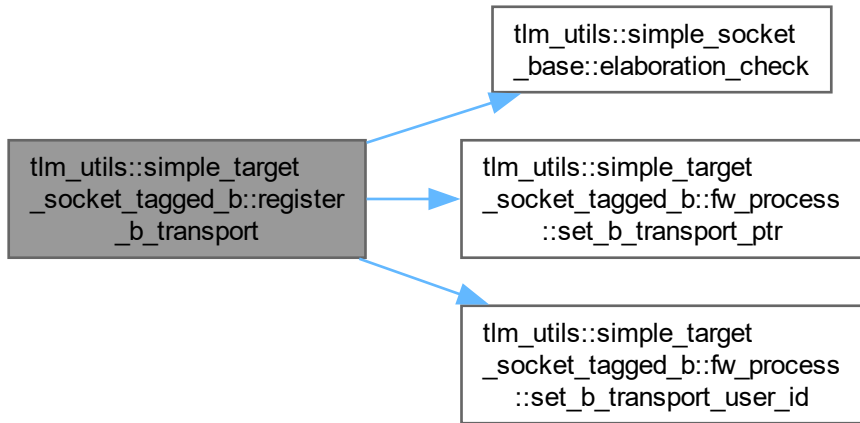 tlm_utils::simple_target
_socket_tagged_b::register
_b_transport
tlm_utils::simple_socket
_base::elaboration_check
tlm_utils::simple_target
_socket_tagged_b::fw_process
::set_b_transport_ptr
tlm_utils::simple_target
_socket_tagged_b::fw_process
::set_b_transport_user_id